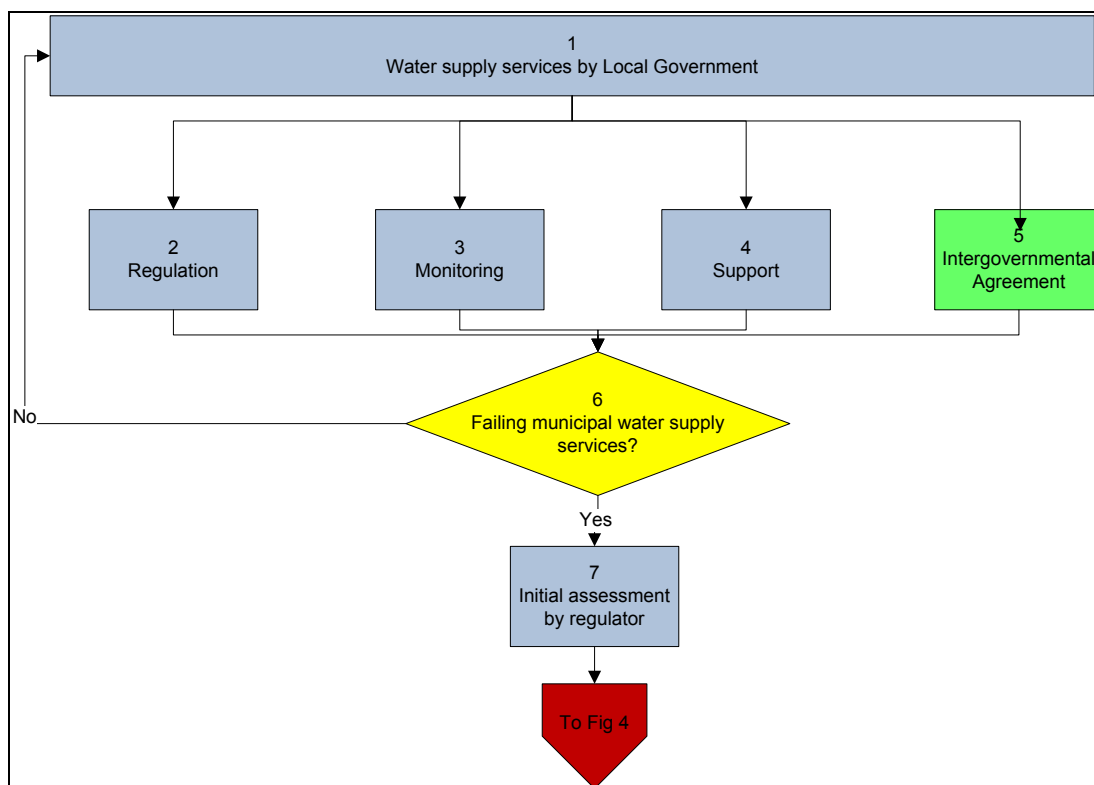 1
Water supply services by Local Government
2
Regulation
3
Monitoring
4
Support
5
Intergovernmental
Agreement
6
Failing municipal water supply
services?
No
Yes
7
Initial assessment
by regulator
To Fig 4